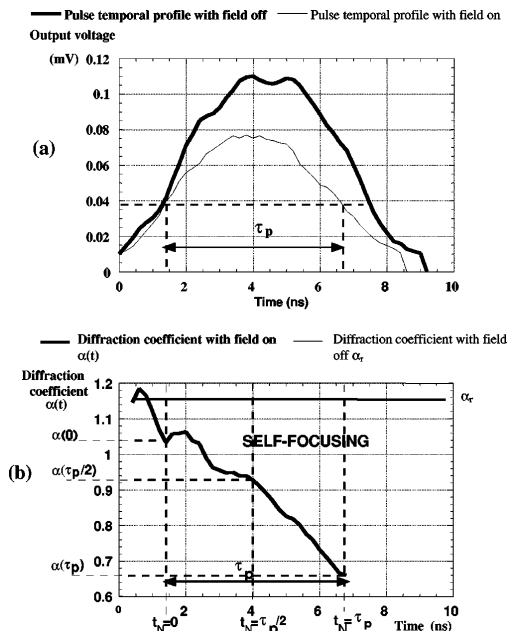 Pulse temporal profile with field off Pulse temporal profile with field on
Output voltage
(mV)
0.12
0.1
(a)
0.08
0.06
τp
0.04
0.02
0
0 2 4 6 8 10
Time (ns)
Diffraction coefficient with field on Diffraction coefficient with field
α(t) off αr
Diffraction
coefficient
α(t)
1.2
αr
1.1
α(0)
SELF-FOCUSING
1
α(τp/2)
(b)
0.9
0.8
0.7
τp
α(τp)
0.6
0 2 4 6 8 10
tN=0 tN=τp/2 tN=τp Time (ns)